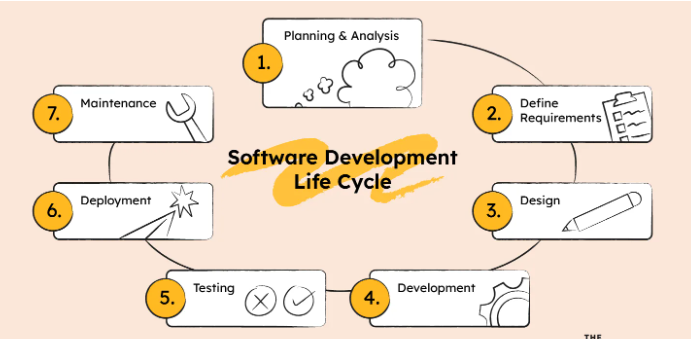 1.
Planning & Analysis
7.
Maintenance
2.
Define
Requirements
Software Development
Life Cycle
6.
Deployment
3.
Design
5.
Testing
4.
Development
THE